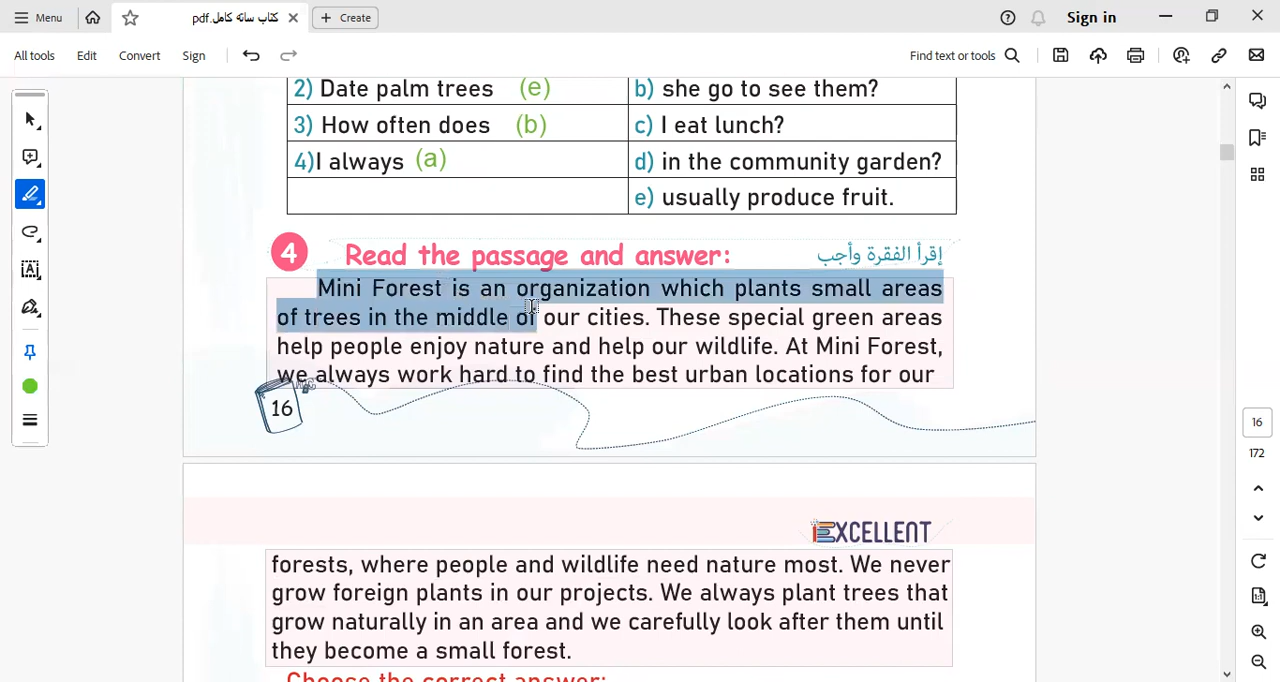 Menu
كتاب ساته كامل.pdf
Create
Sign in
All tools Edit Convert Sign
Find text or tools
2) Date palm trees (e) b) she go to see them?
3) How often does (b) c) I eat lunch?
4)I always (a) d) in the community garden?
e) usually produce fruit.
4 Read the passage and answer: إقرأ الفقرة وأجب
Mini Forest is an organization which plants small areas
of trees in the middle of our cities. These special green areas
help people enjoy nature and help our wildlife. At Mini Forest,
we always work hard to find the best urban locations for our
16
16
172
EXCELLENT
forests, where people and wildlife need nature most. We never
grow foreign plants in our projects. We always plant trees that
grow naturally in an area and we carefully look after them until
they become a small forest.
Choose the correct answer: